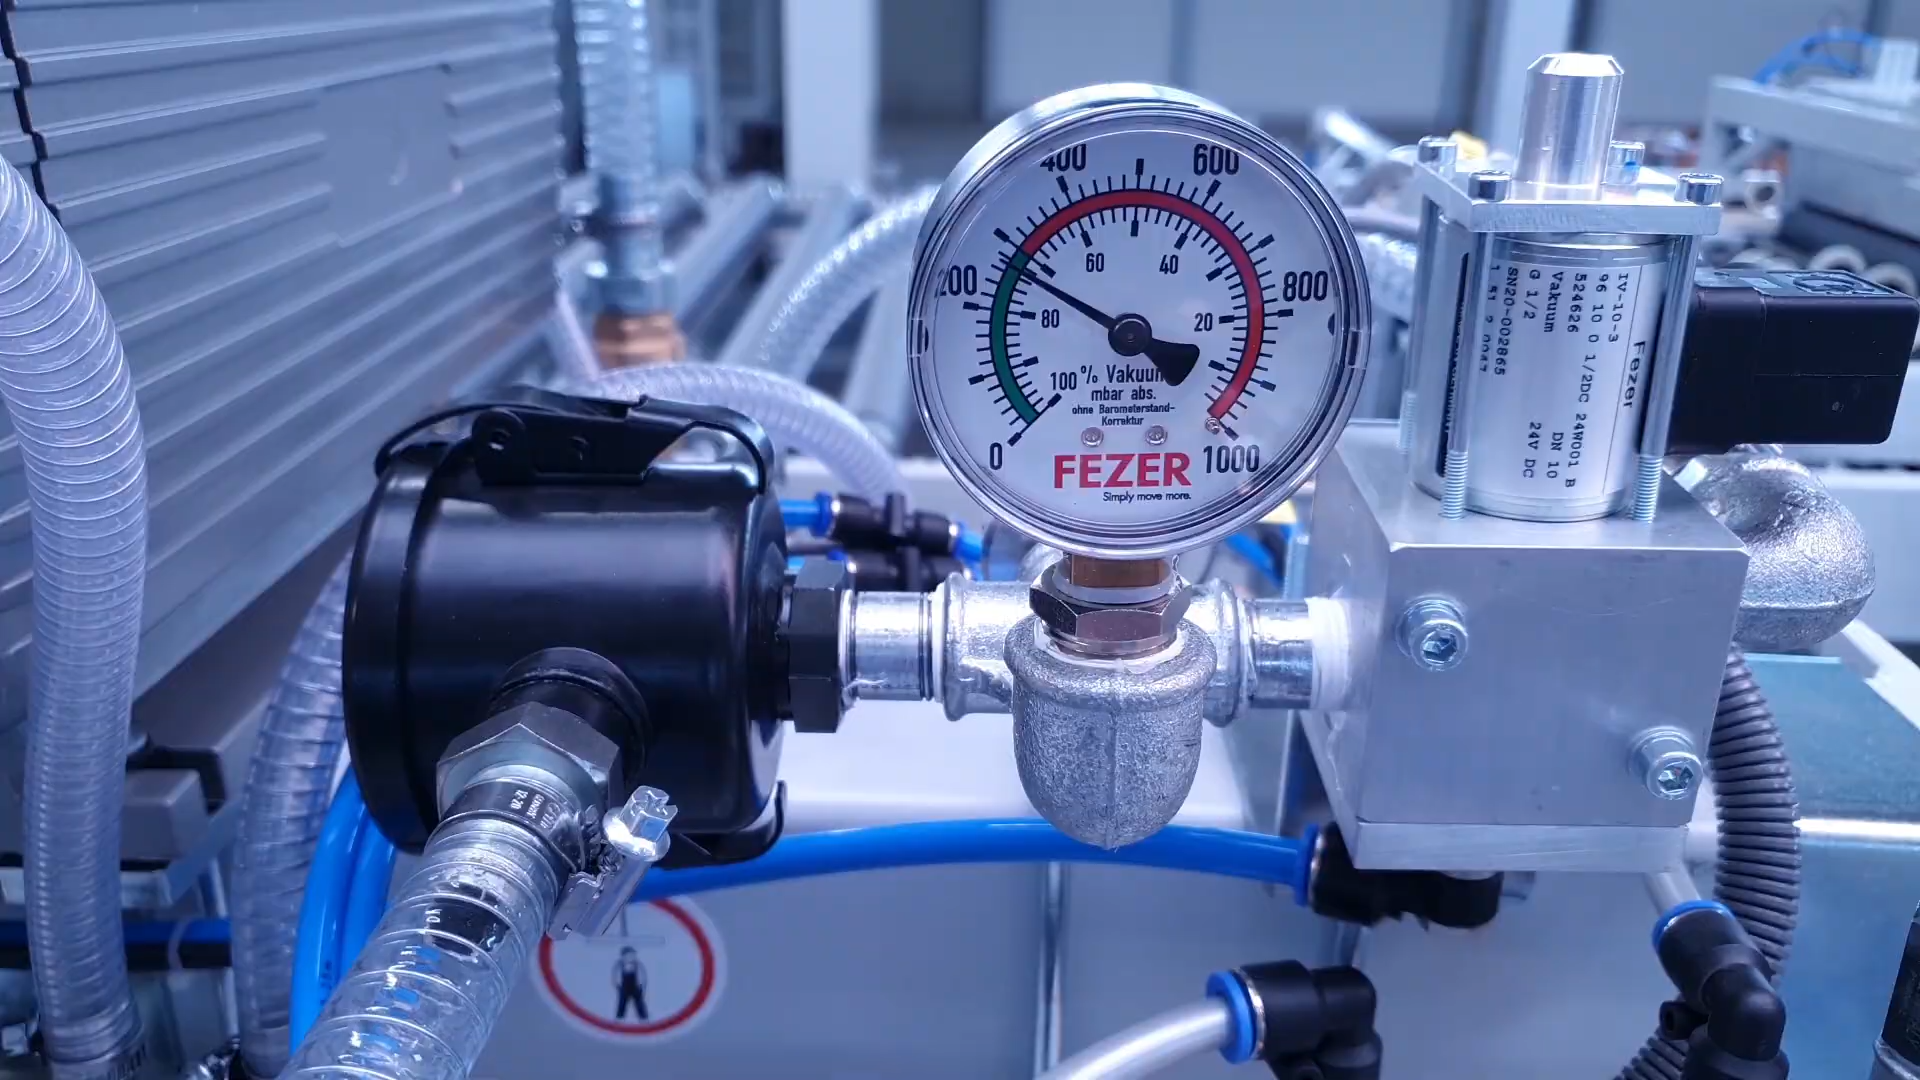 400 600
200 800
60 40
80 20
100 % Vakuum
mbar abs.
ohne Barometerstand-
Korrektur
0 1000
FEZER
Simply move more.
Fezer
IV-10-3
96 10 0 1/2DC 24W001 B
524626
Vakuum DN 10
G 1/2 24V DC
SN20-002865